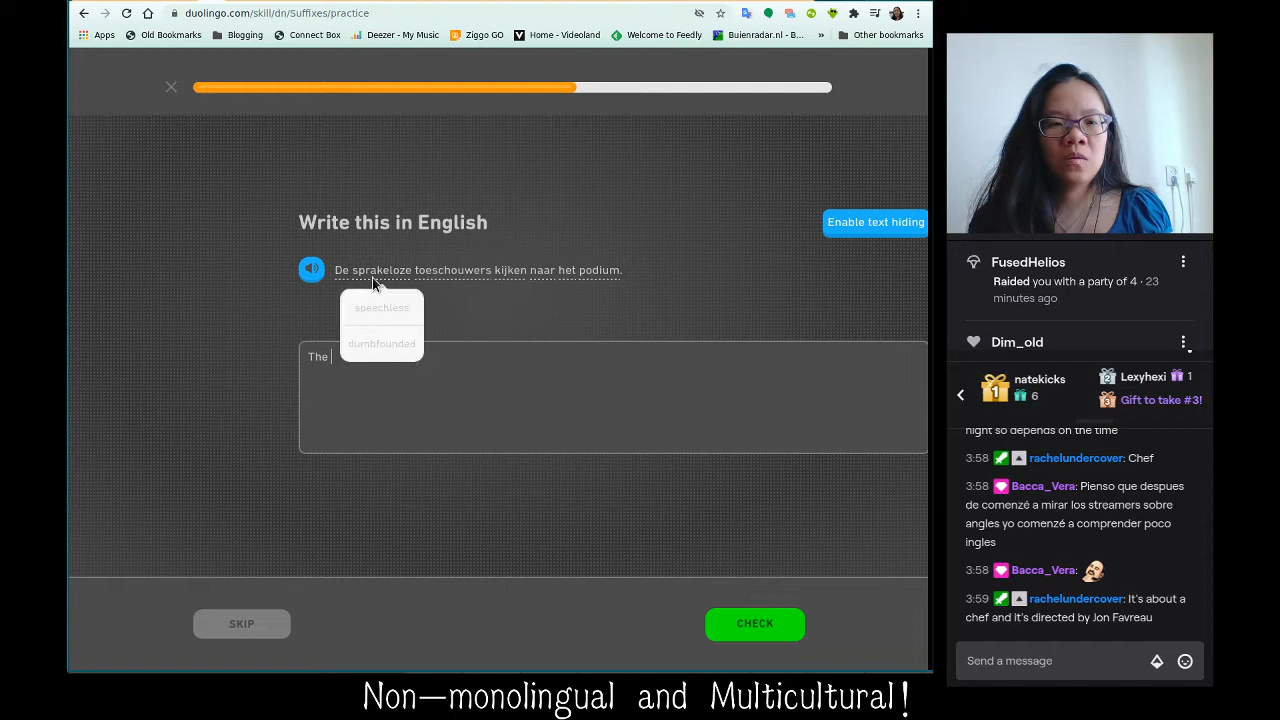 duolingo.com/skill/dn/Suffixes/practice
Apps Old Bookmarks Blogging Connect Box Deezer - My Music Ziggo GO Home - Videoland Welcome to Feedly Buienradar.nl - B... » Other bookmarks
Write this in English
Enable text hiding
De sprakeloze toeschouwers kijken naar het podium.
speechless
dumbfounded
The
SKIP
CHECK
FusedHelios
Raided you with a party of 4 · 23
minutes ago
Dim_old
natekicks
6
Lexyhexi 1
Gift to take #3!
night so depends on the time
3:58 rachelundercover: Chef
3:58 Bacca_Vera: Pienso que despues
de comenzé a mirar los streamers sobre
angles yo comenzé a comprender poco
ingles
3:58 Bacca_Vera:
3:59 rachelundercover: It's about a
chef and it's directed by Jon Favreau
Send a message
Non-monolingual and Multicultural!